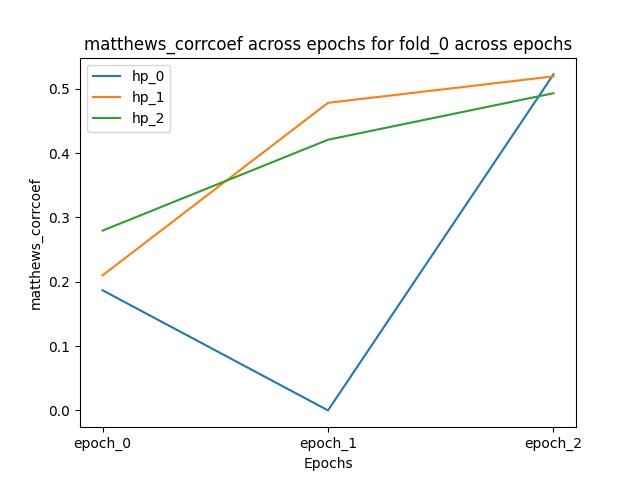 matthews_corrcoef across epochs for fold_0 across epochs
hp_0
hp_1
hp_2
0.5
0.4
0.3
0.2
0.1
0.0
matthews_corrcoef
epoch_0
epoch_1
epoch_2
Epochs